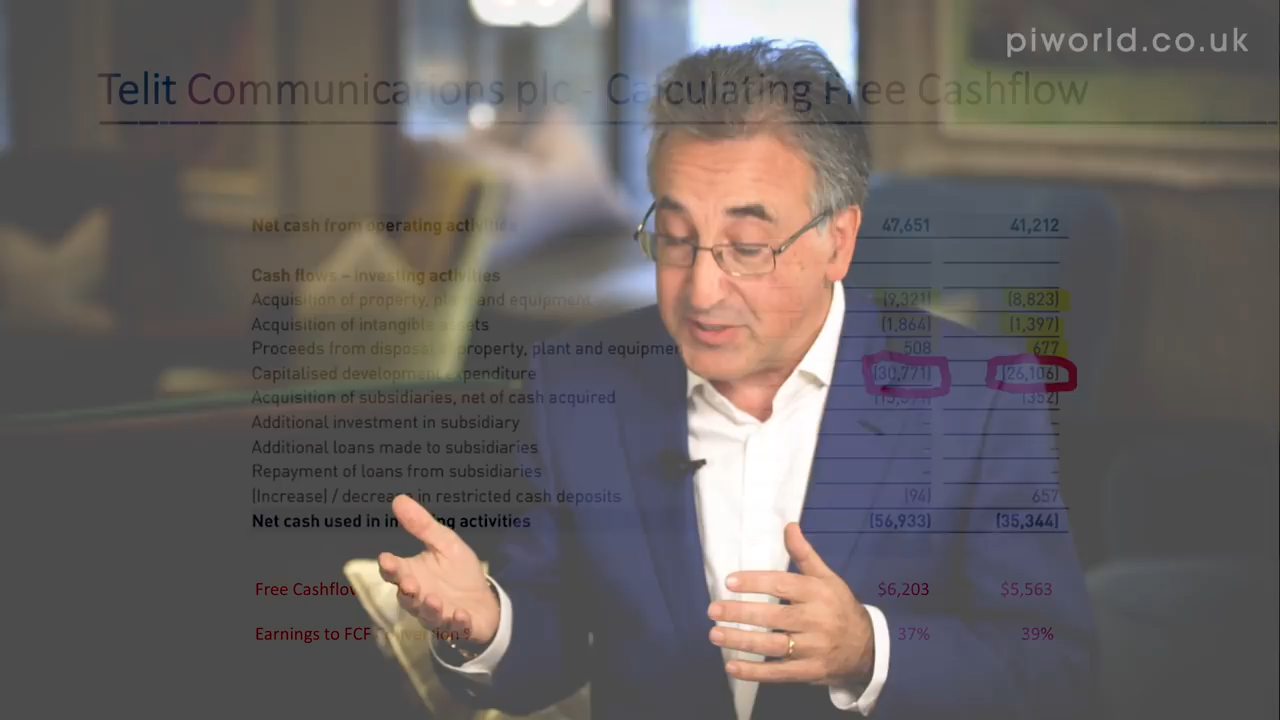 piworld.co.uk
Telit Communications plc - Calculating Free Cashflow
Net cash from operating activities 47,651 41,212
Cash flows – investing activities
Acquisition of property, plant and equipment (9,321) (8,823)
Acquisition of intangible assets (1,864) (1,397)
Proceeds from disposal of property, plant and equipment 508 677
Capitalised development expenditure (30,771) (26,106)
Acquisition of subsidiaries, net of cash acquired (352)
Additional investment in subsidiary – –
Additional loans made to subsidiaries – –
Repayment of loans from subsidiaries – –
(Increase) / decrease in restricted cash deposits (94) 657
Net cash used in investing activities (56,933) (35,344)
Free Cashflow $6,203 $5,563
Earnings to FCF conversion % 37% 39%